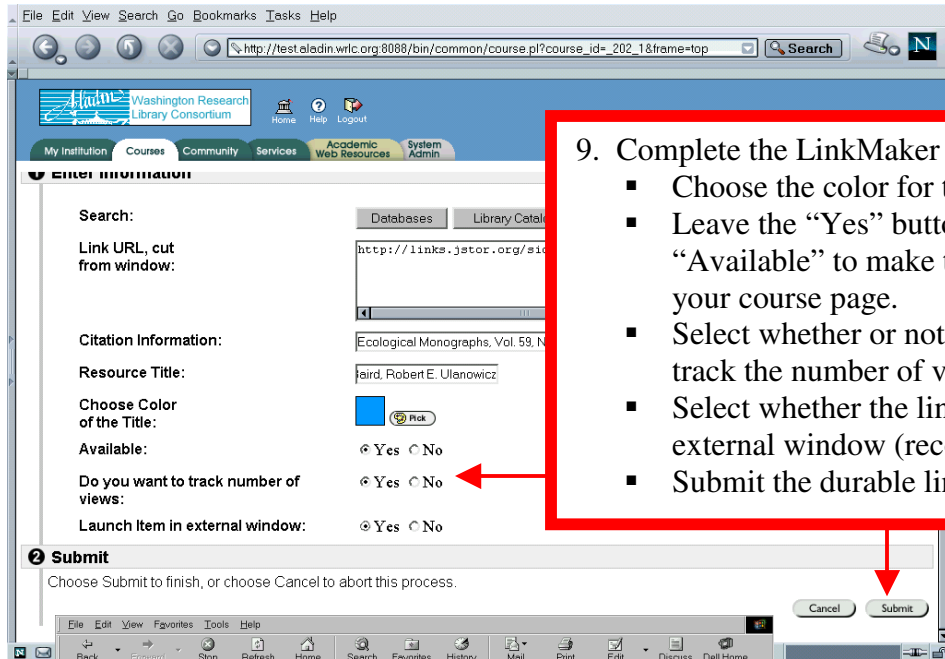 File Edit View Search Go Bookmarks Tasks Help
http://test.aladin.wrlc.org:8088/bin/common/course.pl?course_id=_202_1&frame=top Search N
Aladin Washington Research
Library Consortium
Home Help Logout
My Institution Courses Community Services Academic Web Resources System Admin
1 Enter Information
Search: Databases Library Catal
Link URL, cut
from window:
http://links.jstor.org/sic
Citation Information: Ecological Monographs, Vol. 59, N
Resource Title: Baird, Robert E. Ulanowicz
Choose Color
of the Title:
Pick
Available: Yes No
Do you want to track number of
views:
Yes No
Launch Item in external window: Yes No
2 Submit
Choose Submit to finish, or choose Cancel to abort this process.
Cancel Submit
9. Complete the LinkMaker
▪ Choose the color for t
▪ Leave the “Yes” butto
“Available” to make t
your course page.
▪ Select whether or not
track the number of v
▪ Select whether the lin
external window (rec
▪ Submit the durable lin
File Edit View Favorites Tools Help
Back Forward Stop Refresh Home Search Favorites History Mail Print Edit Discuss Dell Home
N